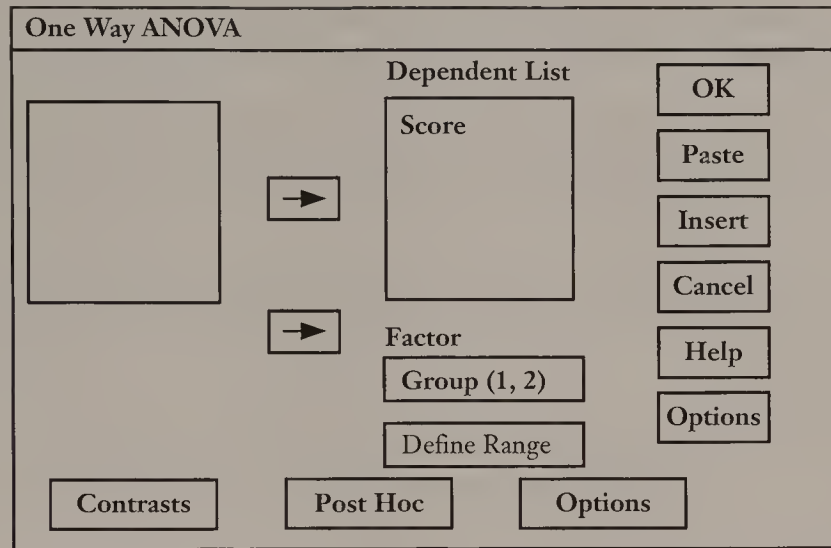 One Way ANOVA
Dependent List
Score
OK
Paste
Insert
Cancel
Help
Options
Factor
Group (1, 2)
Define Range
Contrasts
Post Hoc
Options